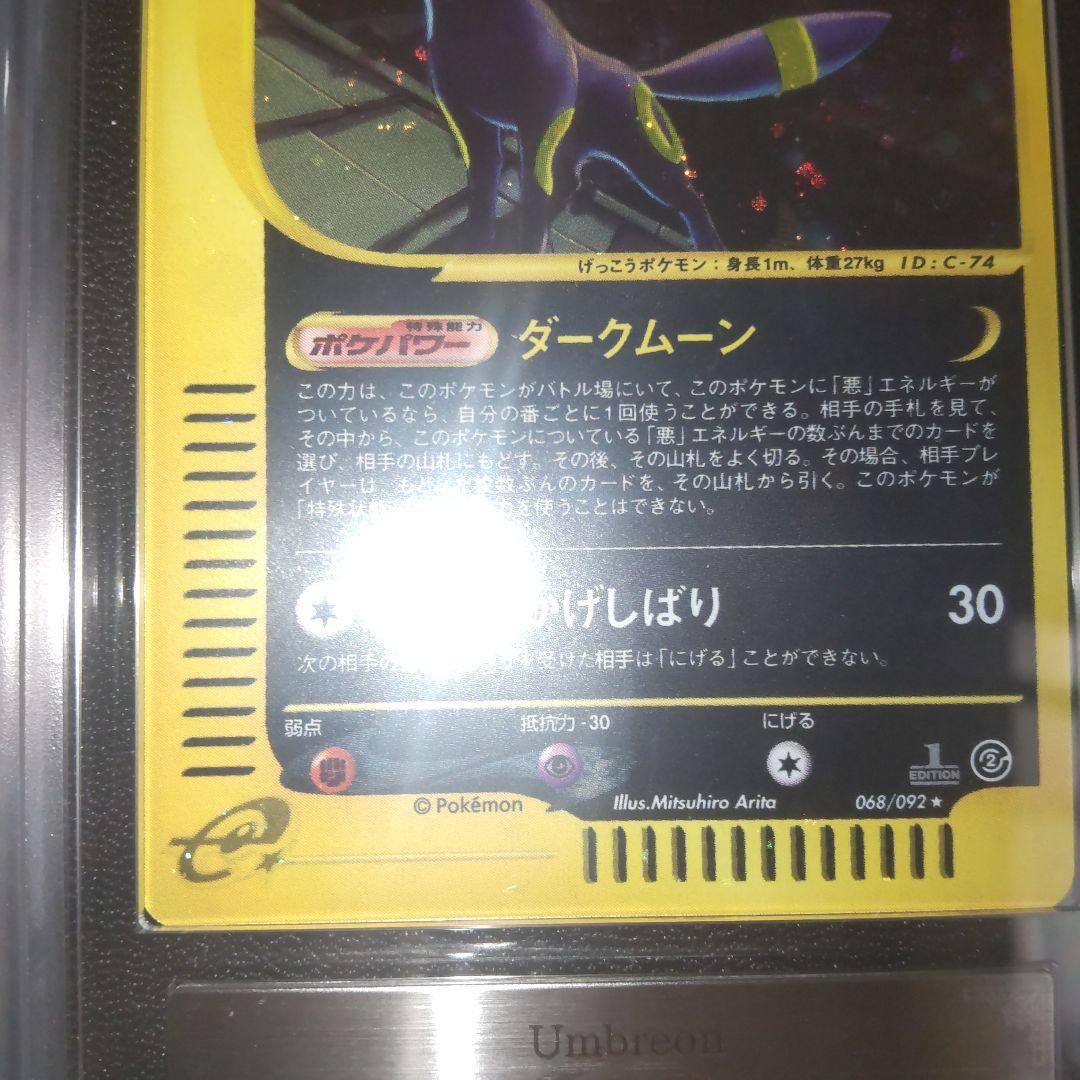 げっこうポケモン：身長1m、体重27kg ID:C-74
特殊能力
ポケパワー ダークムーン
この力は、このポケモンがバトル場にいて、このポケモンに「悪」エネルギーが
ついているなら、自分の番ごとに1回使うことができる。相手の手札を見て、
その中から、このポケモンについている「悪」エネルギーの数ぶんまでのカードを
選び、相手の山札にもどす。その後、その山札をよく切る。その場合、相手プレ
イヤーは、もどした枚数ぶんのカードを、その山札から引く。このポケモンが
「特殊状 を使うことはできない。
かげしばり 30
次の相手の を受けた相手は「にげる」ことができない。
弱点 抵抗力 -30 にげる
1
EDITION
2
© Pokémon Illus.Mitsuhiro Arita 068/092 ★
e
Umbreon